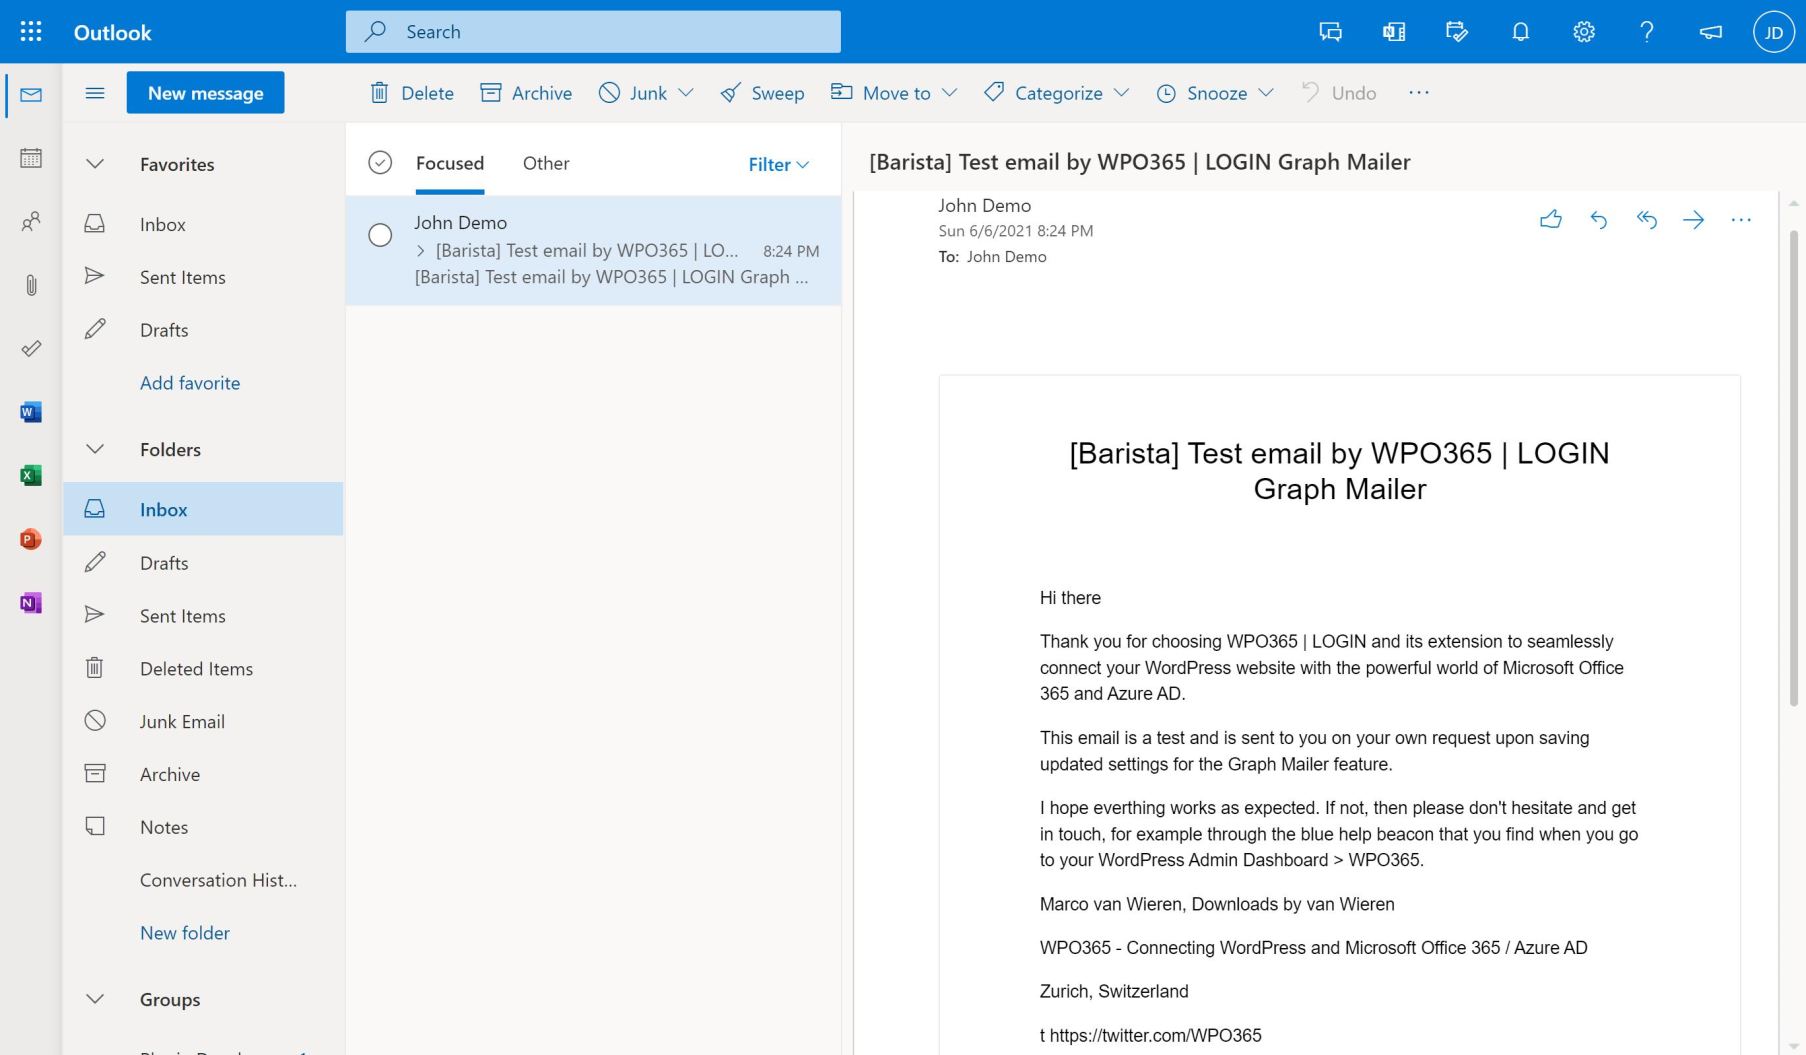 Outlook
Search
JD
New message
Delete
Archive
Junk
Sweep
Move to
Categorize
Snooze
Undo
Favorites
Inbox
Sent Items
Drafts
Add favorite
Folders
Inbox
Drafts
Sent Items
Deleted Items
Junk Email
Archive
Notes
Conversation Hist...
New folder
Groups
Focused
Other
Filter
John Demo
[Barista] Test email by WPO365 | LO...
8:24 PM
[Barista] Test email by WPO365 | LOGIN Graph ...
[Barista] Test email by WPO365 | LOGIN Graph Mailer
John Demo
Sun 6/6/2021 8:24 PM
To: John Demo
[Barista] Test email by WPO365 | LOGIN
Graph Mailer
Hi there
Thank you for choosing WPO365 | LOGIN and its extension to seamlessly
connect your WordPress website with the powerful world of Microsoft Office
365 and Azure AD.
This email is a test and is sent to you on your own request upon saving
updated settings for the Graph Mailer feature.
I hope everthing works as expected. If not, then please don't hesitate and get
in touch, for example through the blue help beacon that you find when you go
to your WordPress Admin Dashboard > WPO365.
Marco van Wieren, Downloads by van Wieren
WPO365 - Connecting WordPress and Microsoft Office 365 / Azure AD
Zurich, Switzerland
t https://twitter.com/WPO365